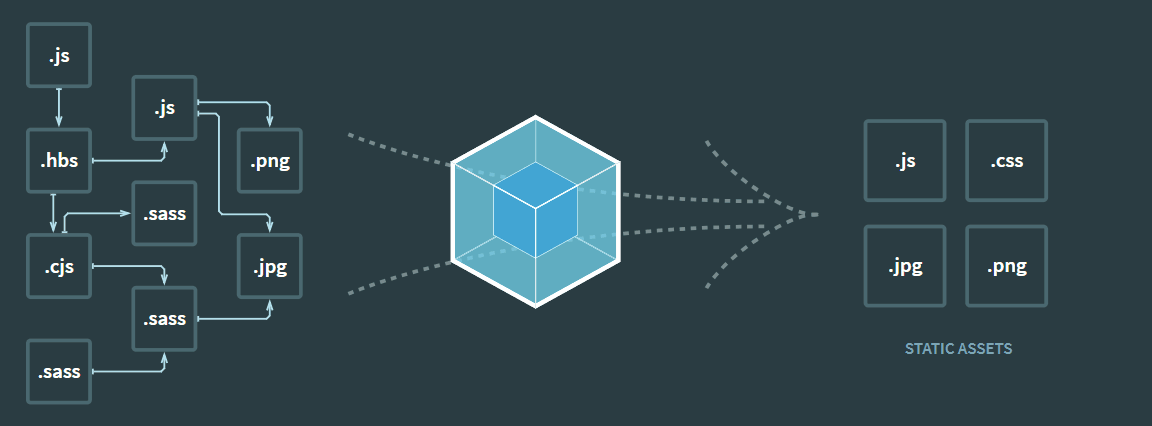 .js
.js
.hbs
.png
.sass
.cjs
.jpg
.sass
.sass
.js
.css
.jpg
.png
STATIC ASSETS